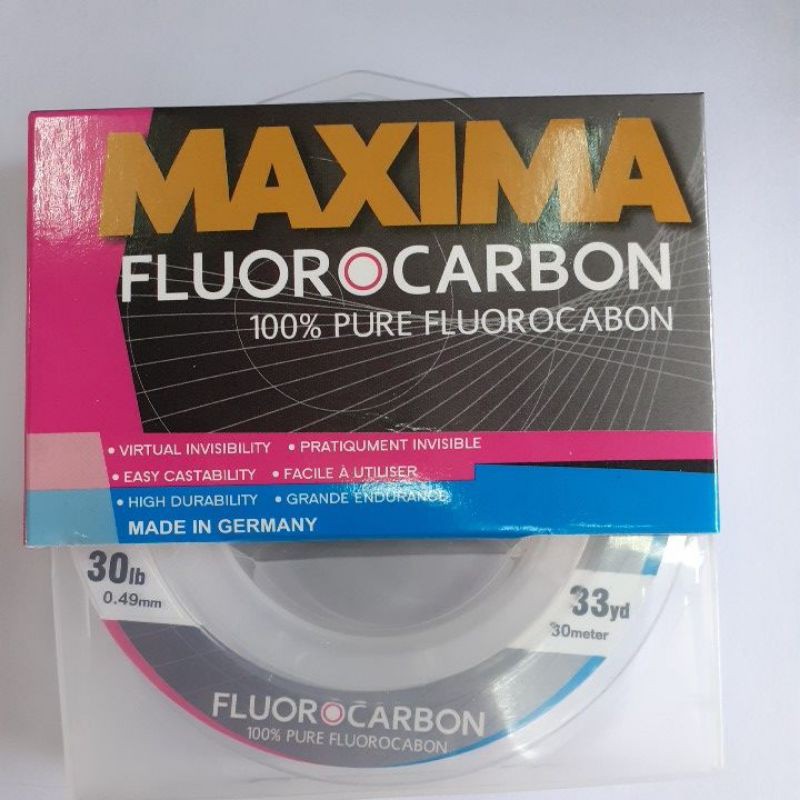 MAXIMA
FLUOROCARBON
100% PURE FLUOROCABON
• VIRTUAL INVISIBILITY • PRATIQUMENT INVISIBLE
• EASY CASTABILITY • FACILE À UTILISER
• HIGH DURABILITY • GRANDE ENDURANCE
MADE IN GERMANY
30lb
0.49mm
33yd
30meter
FLUOROCARBON
100% PURE FLUOROCABON